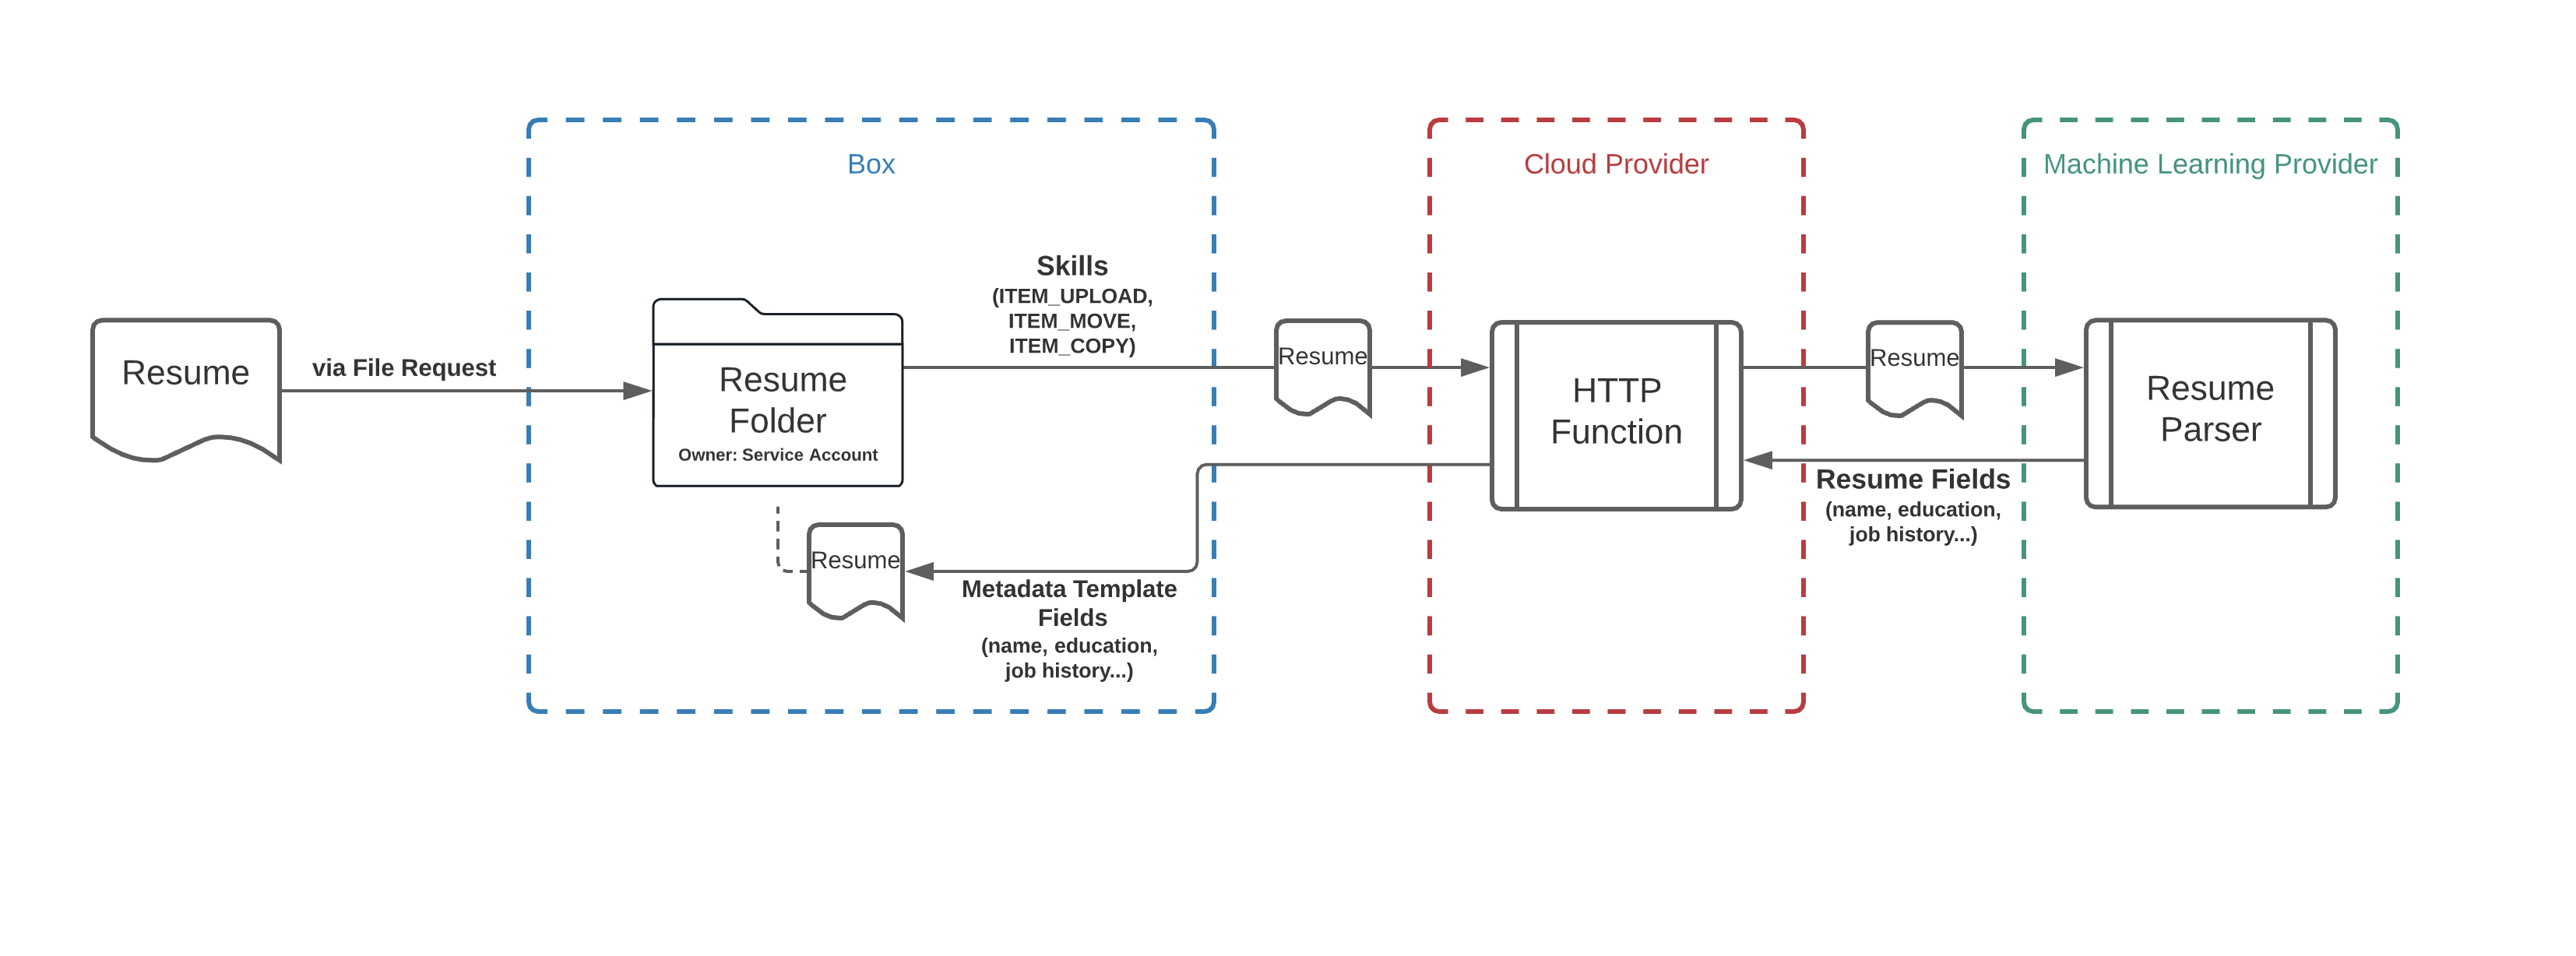 Box
Cloud Provider
Machine Learning Provider
Resume
via File Request
Resume
Folder
Owner: Service Account
Skills
(ITEM_UPLOAD,
ITEM_MOVE,
ITEM_COPY)
Resume
HTTP
Function
Resume
Resume
Parser
Resume Fields
(name, education,
job history...)
Resume
Metadata Template
Fields
(name, education,
job history...)